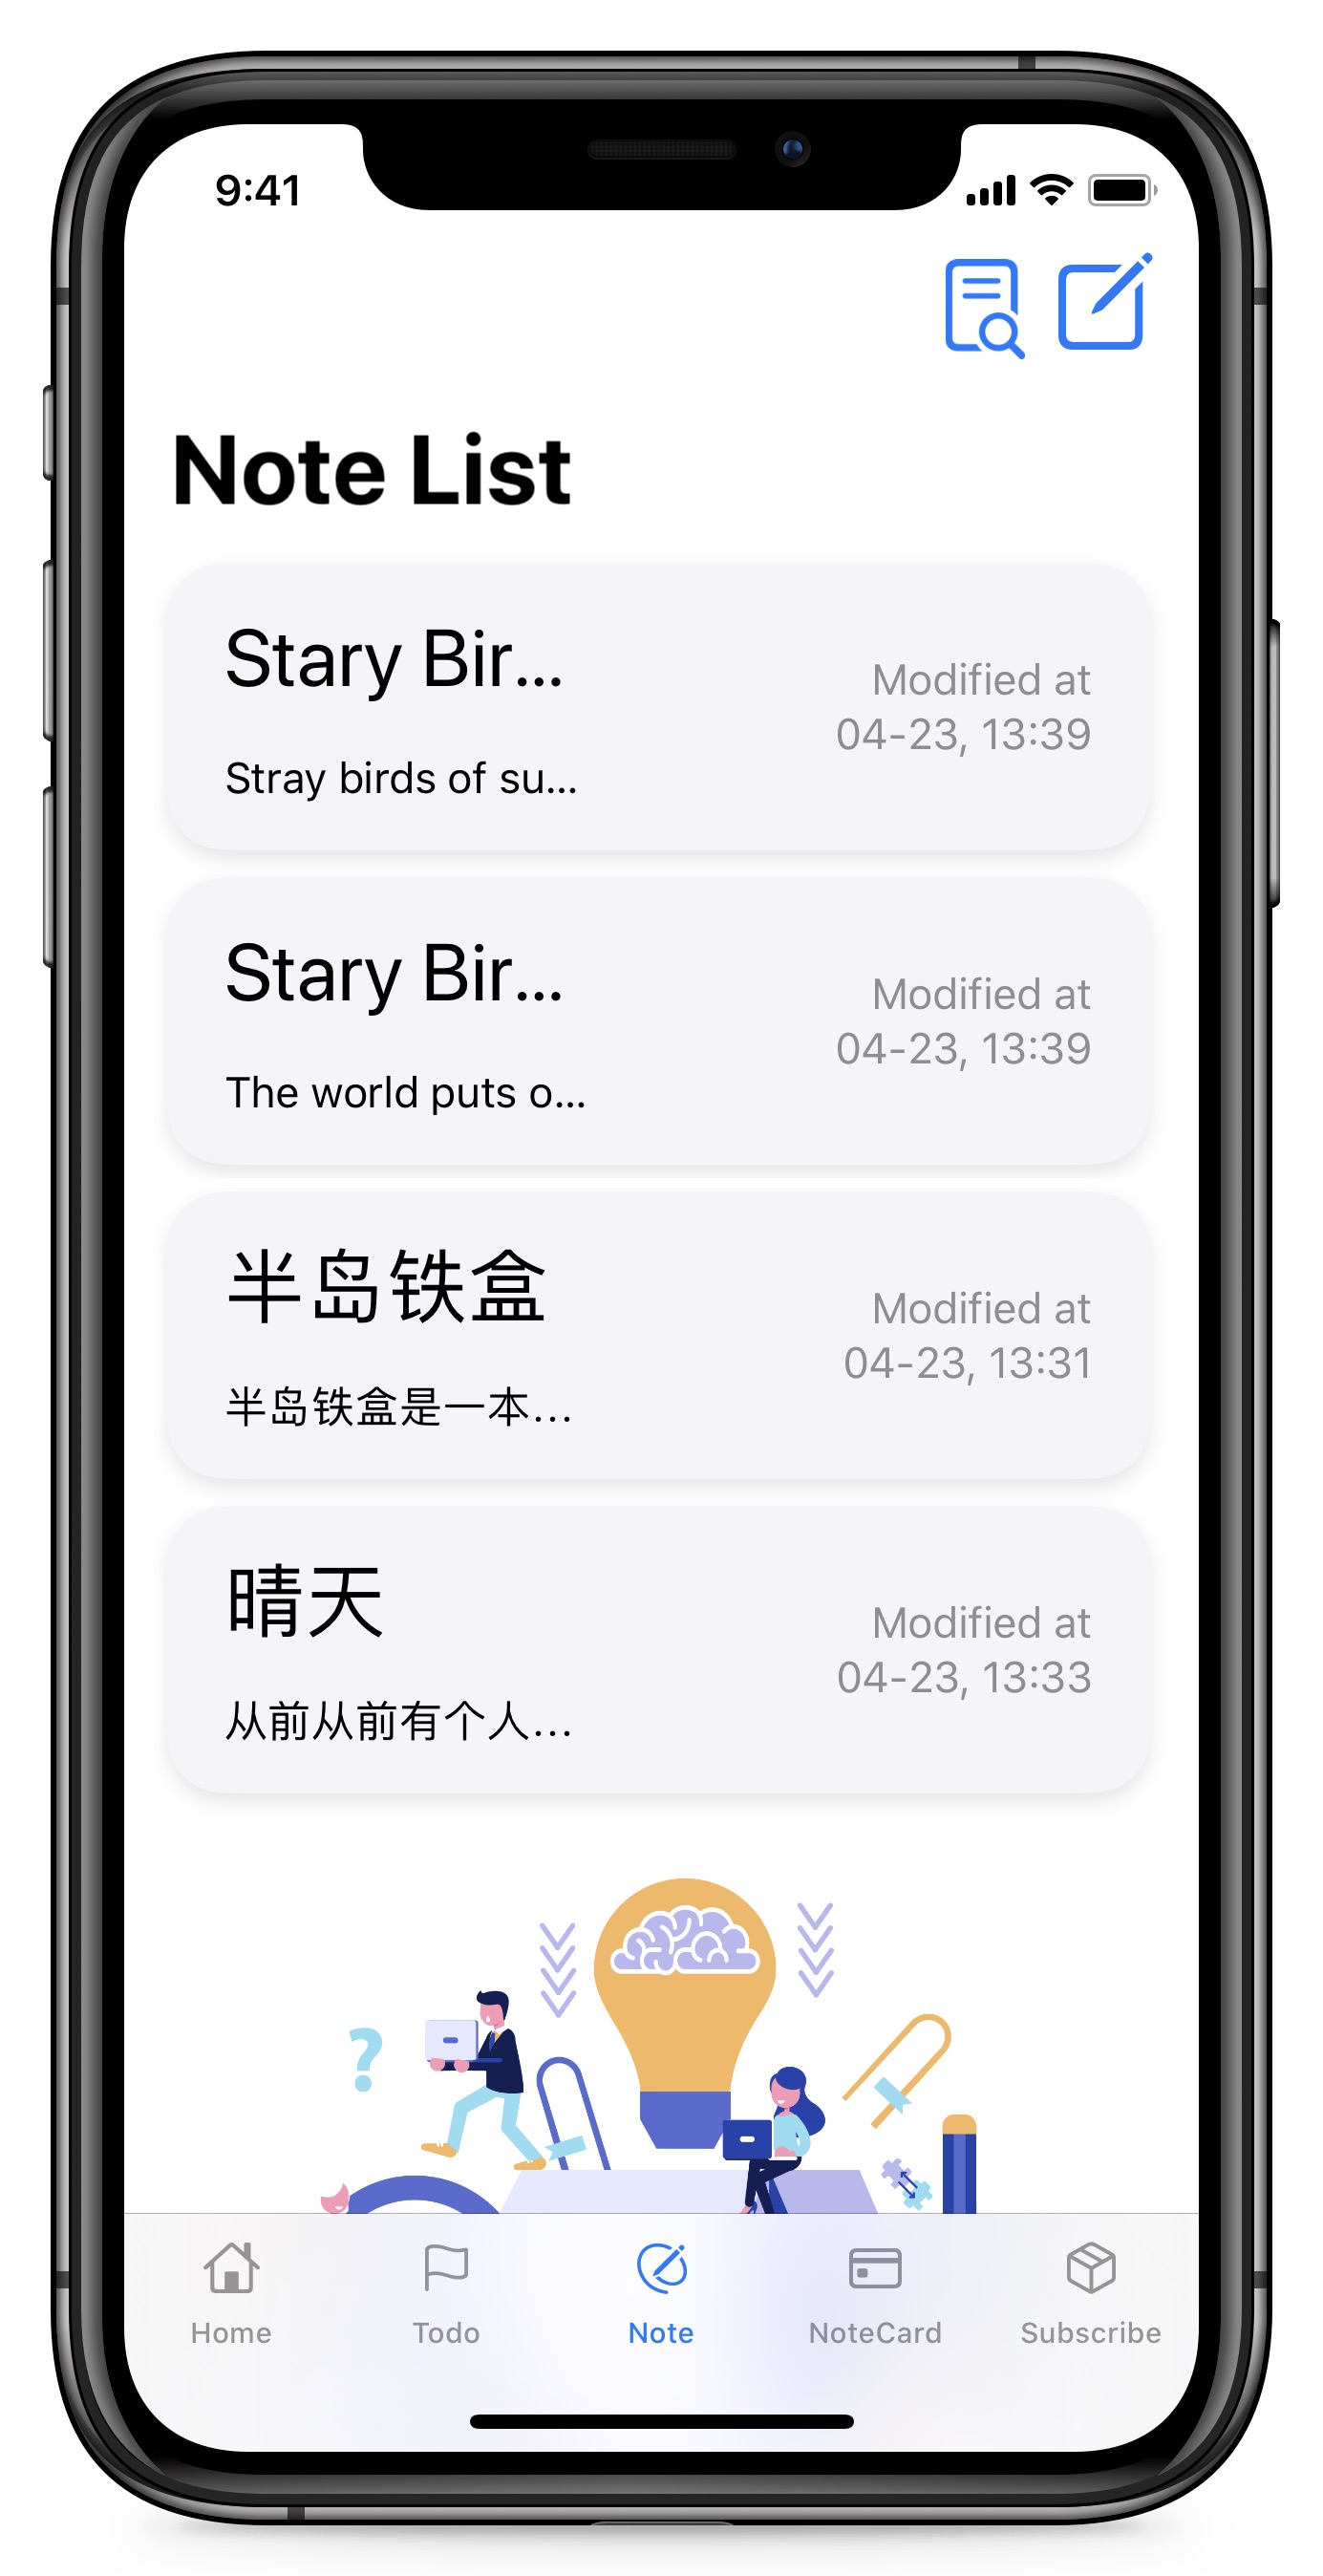 9:41
Note List
Stary Bir...
Modified at
04-23, 13:39
Stray birds of su...
Stary Bir...
Modified at
04-23, 13:39
The world puts o...
半岛铁盒
Modified at
04-23, 13:31
半岛铁盒是一本...
晴天
Modified at
04-23, 13:33
从前从前有个人...
?
Home
Todo
Note
NoteCard
Subscribe